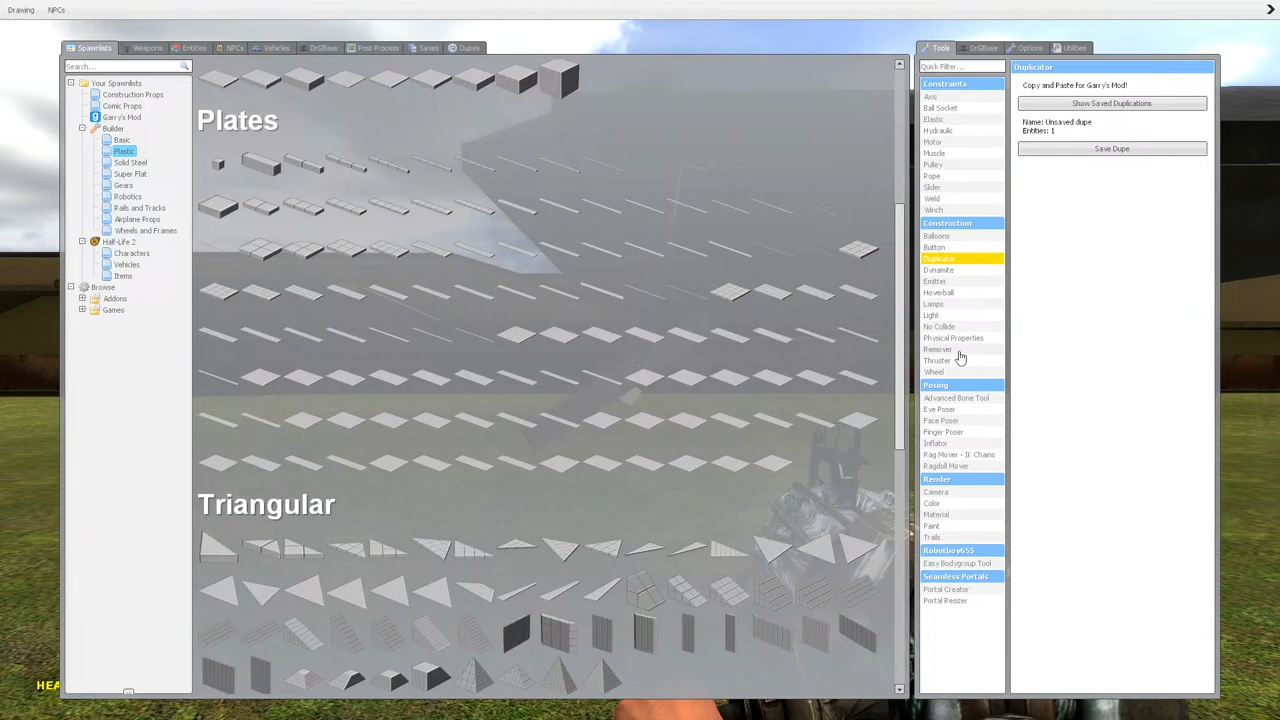 Drawing NPCs
Spawnlists Weapons Entities NPCs Vehicles DrGBase Post Process Saves Dupes
Search...
Your Spawnlists
Construction Props
Comic Props
Garry's Mod
Builder
Basic
Plastic
Solid Steel
Super Flat
Gears
Robotics
Rails and Tracks
Airplane Props
Wheels and Frames
Half-Life 2
Characters
Vehicles
Items
Browse
Addons
Games
Plates
Triangular
Tools DrGBase Options Utilities
Quick Filter...
Constraints
Axis
Ball Socket
Elastic
Hydraulic
Motor
Muscle
Pulley
Rope
Slider
Weld
Winch
Construction
Balloons
Button
Duplicator
Dynamite
Emitter
Hoverball
Lamps
Light
No Collide
Physical Properties
Remover
Thruster
Wheel
Posing
Advanced Bone Tool
Eye Poser
Face Poser
Finger Poser
Inflator
Rag Mover - IK Chains
Ragdoll Mover
Render
Camera
Color
Material
Paint
Trails
Robotboy655
Easy Bodygroup Tool
Seamless Portals
Portal Creator
Portal Resizer
Duplicator
Copy and Paste for Garry's Mod!
Show Saved Duplications
Name: Unsaved dupe
Entities: 1
Save Dupe
HEA